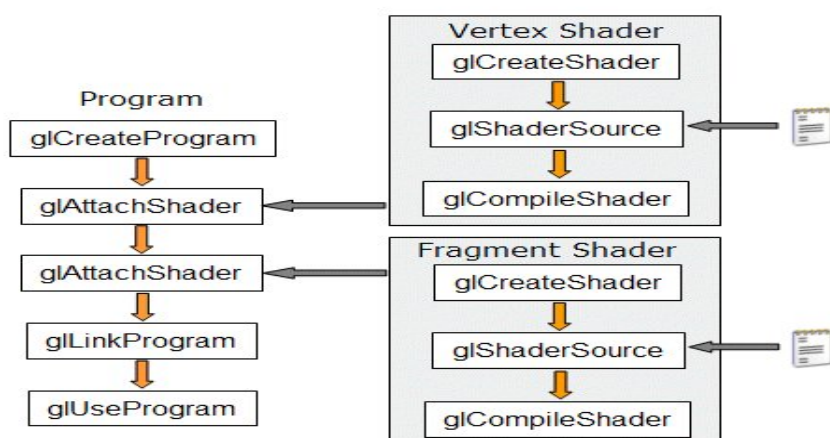 Program
glCreateProgram
glAttachShader
glAttachShader
glLinkProgram
glUseProgram
Vertex Shader
glCreateShader
glShaderSource
glCompileShader
Fragment Shader
glCreateShader
glShaderSource
glCompileShader